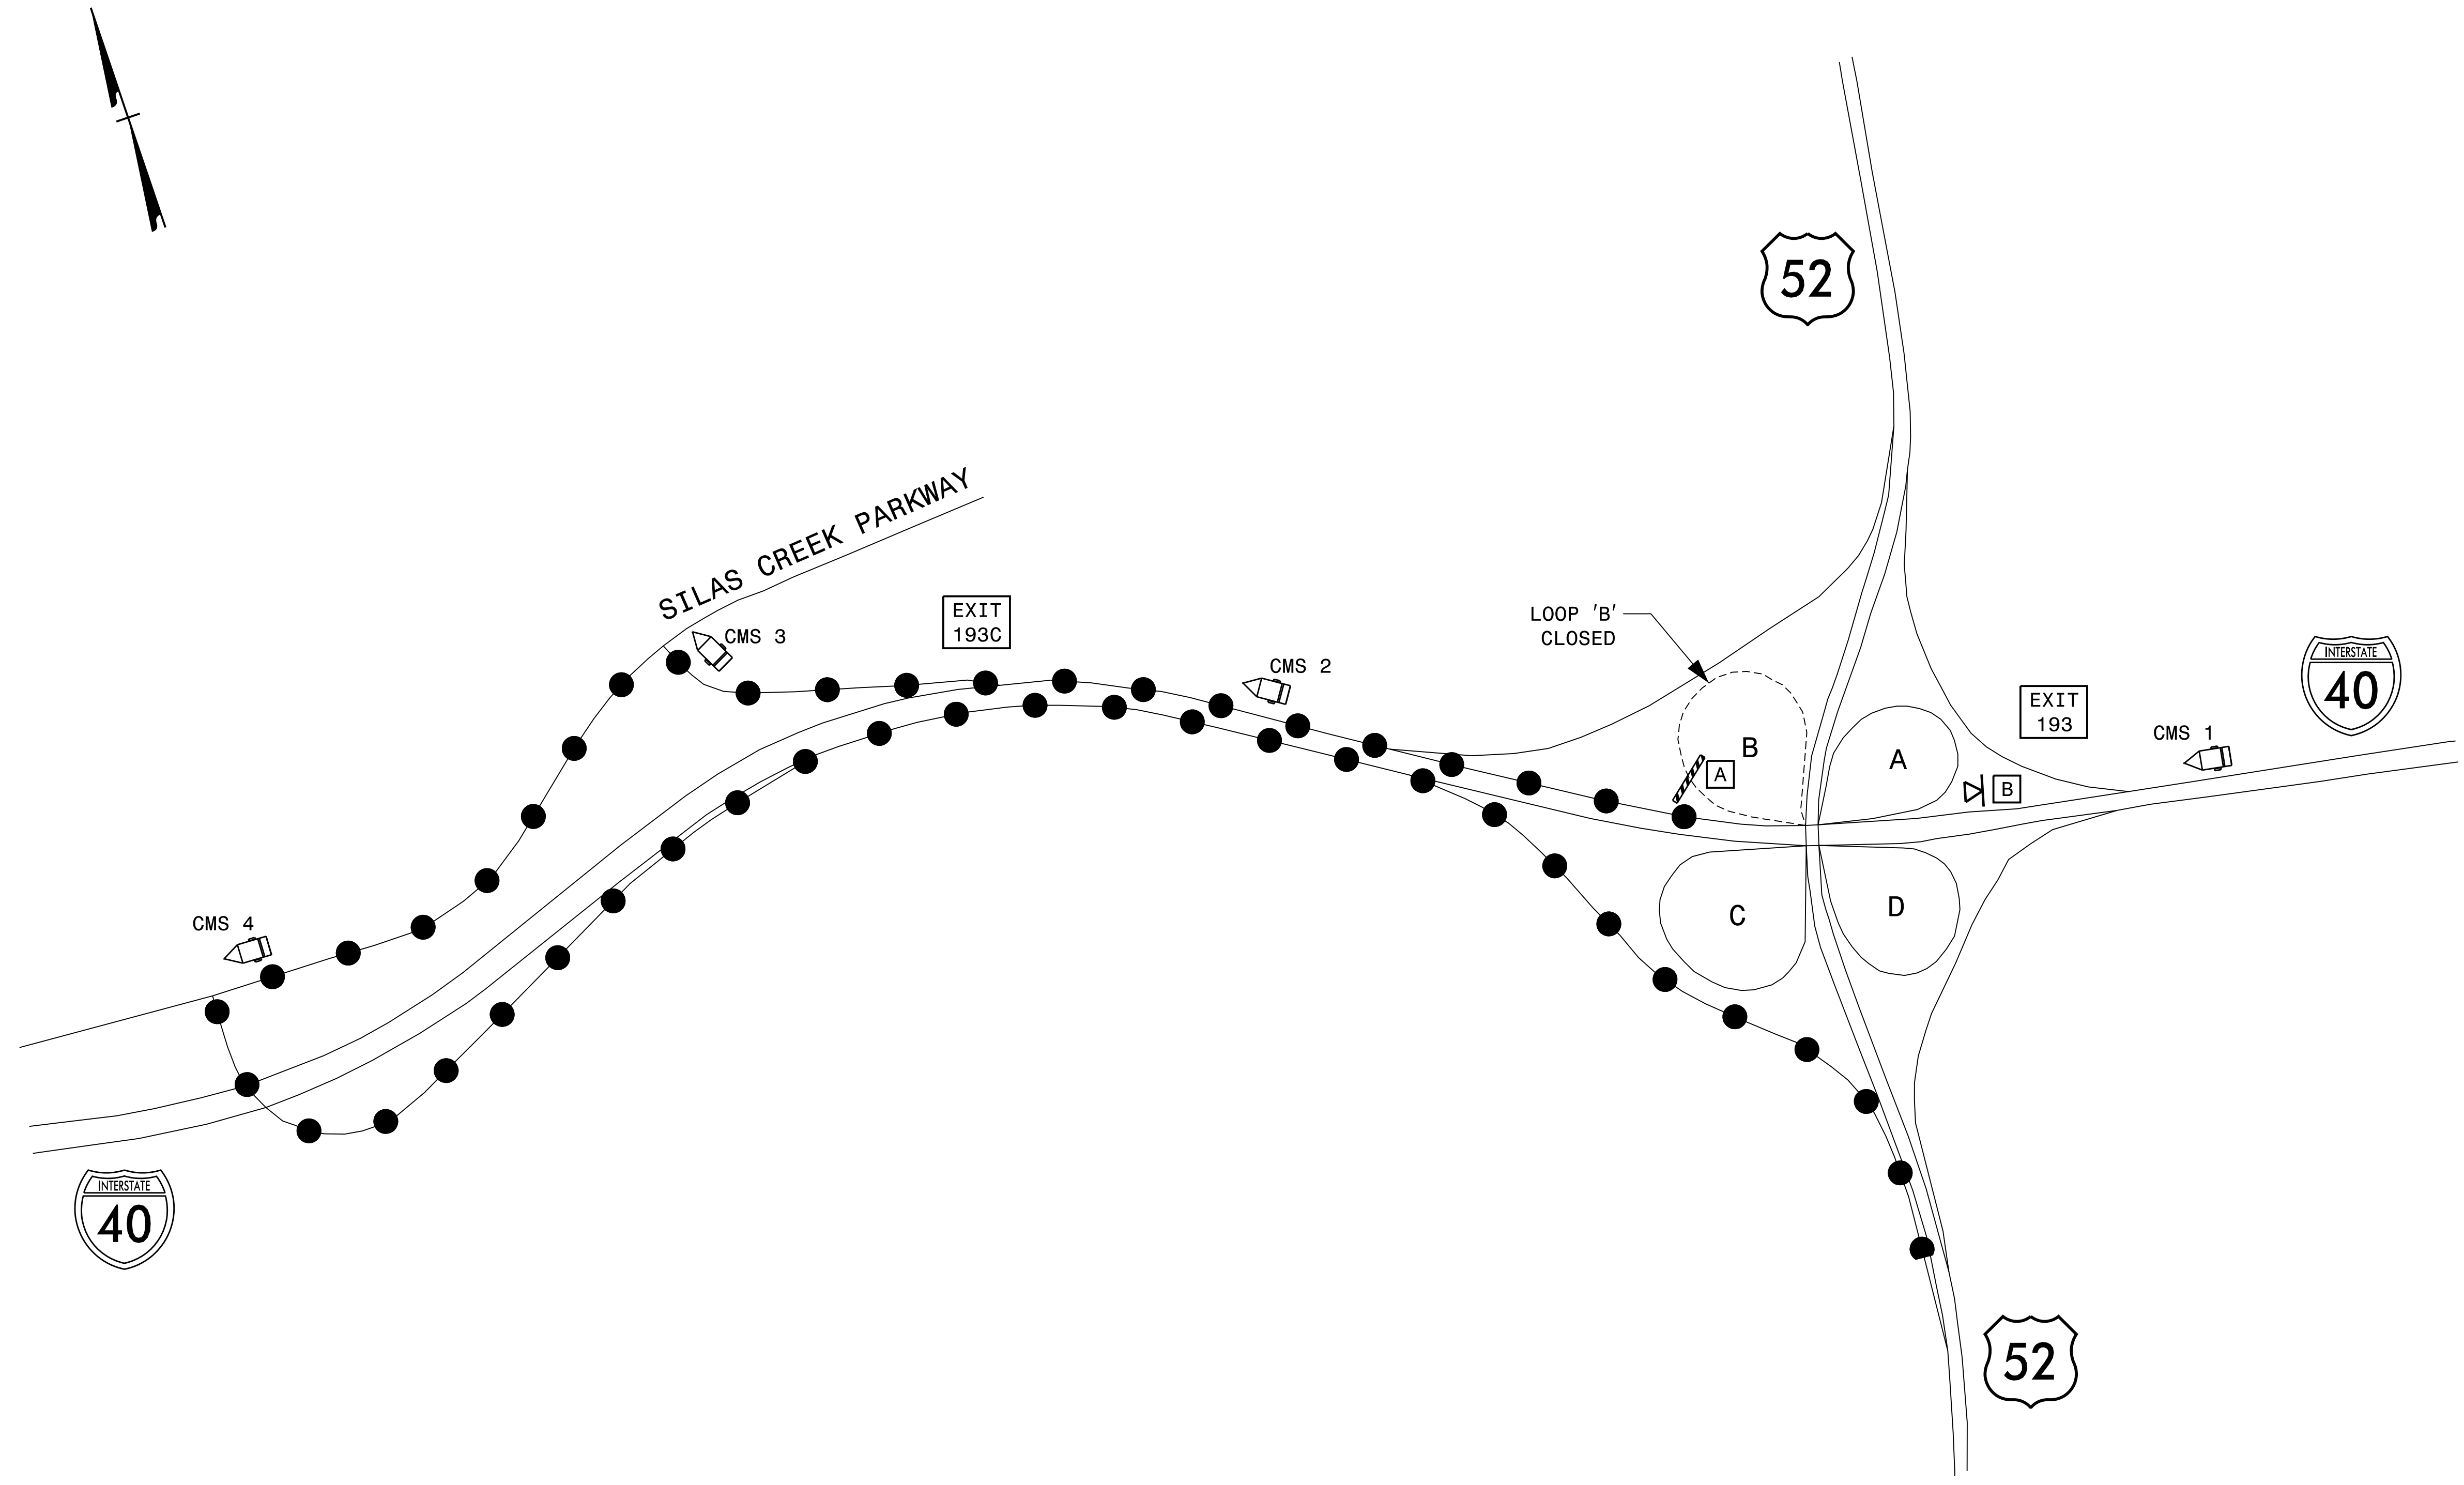 52
SILAS CREEK PARKWAY
EXIT
193C
CMS 3
LOOP 'B'
CLOSED
CMS 2
INTERSTATE
40
EXIT
193
CMS 1
B
A
A
B
CMS 4
C
D
INTERSTATE
40
52